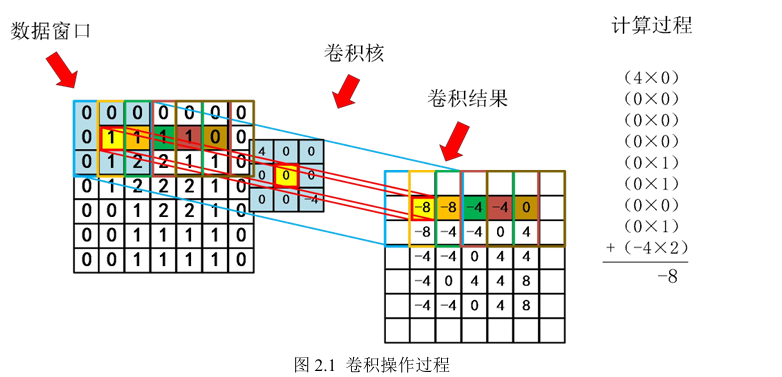 数据窗口
0 0 0 0 0 0 0
0 1 1 1 1 0 0
0 1 2 2 1 1 0
0 1 2 2 2 1 0
0 0 1 2 2 1 0
0 0 1 1 1 1 0
0 0 1 1 1 1 0
卷积核
4 0 0
0 0 0
0 0 -4
卷积结果
-8 -8 -4 -4 0
-8 -4 -4 0 4
-4 -4 0 4 4
-4 0 4 4 8
-4 -4 0 4 8
计算过程
(4×0)
(0×0)
(0×0)
(0×0)
(0×1)
(0×1)
(0×0)
(0×1)
+(-4×2)
-8
图 2.1 卷积操作过程